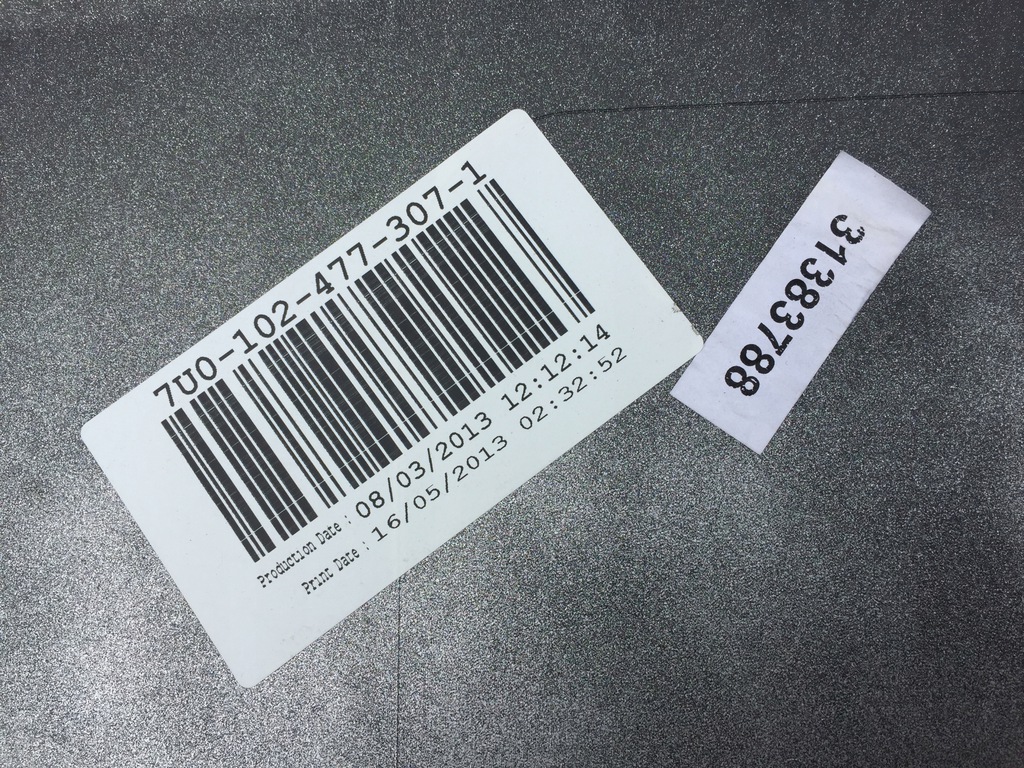 7U0-102-477-307-1
Production Date : 08/03/2013 12:12:14
Print Date : 16/05/2013 02:32:52
31383788